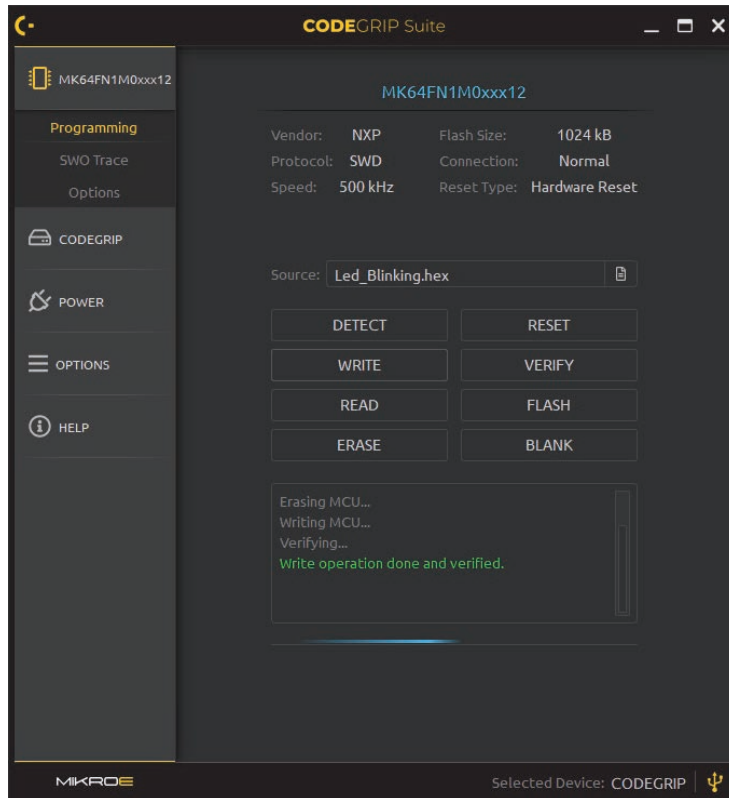 CODEGRIP Suite
MK64FN1M0xxx12
Programming
SWO Trace
Options
CODEGRIP
POWER
OPTIONS
HELP
MK64FN1M0xxx12
Vendor: NXP Flash Size: 1024 kB
Protocol: SWD Connection: Normal
Speed: 500 kHz Reset Type: Hardware Reset
Source: Led_Blinking.hex
DETECT RESET
WRITE VERIFY
READ FLASH
ERASE BLANK
Erasing MCU...
Writing MCU...
Verifying...
Write operation done and verified.
MIKROE Selected Device: CODEGRIP